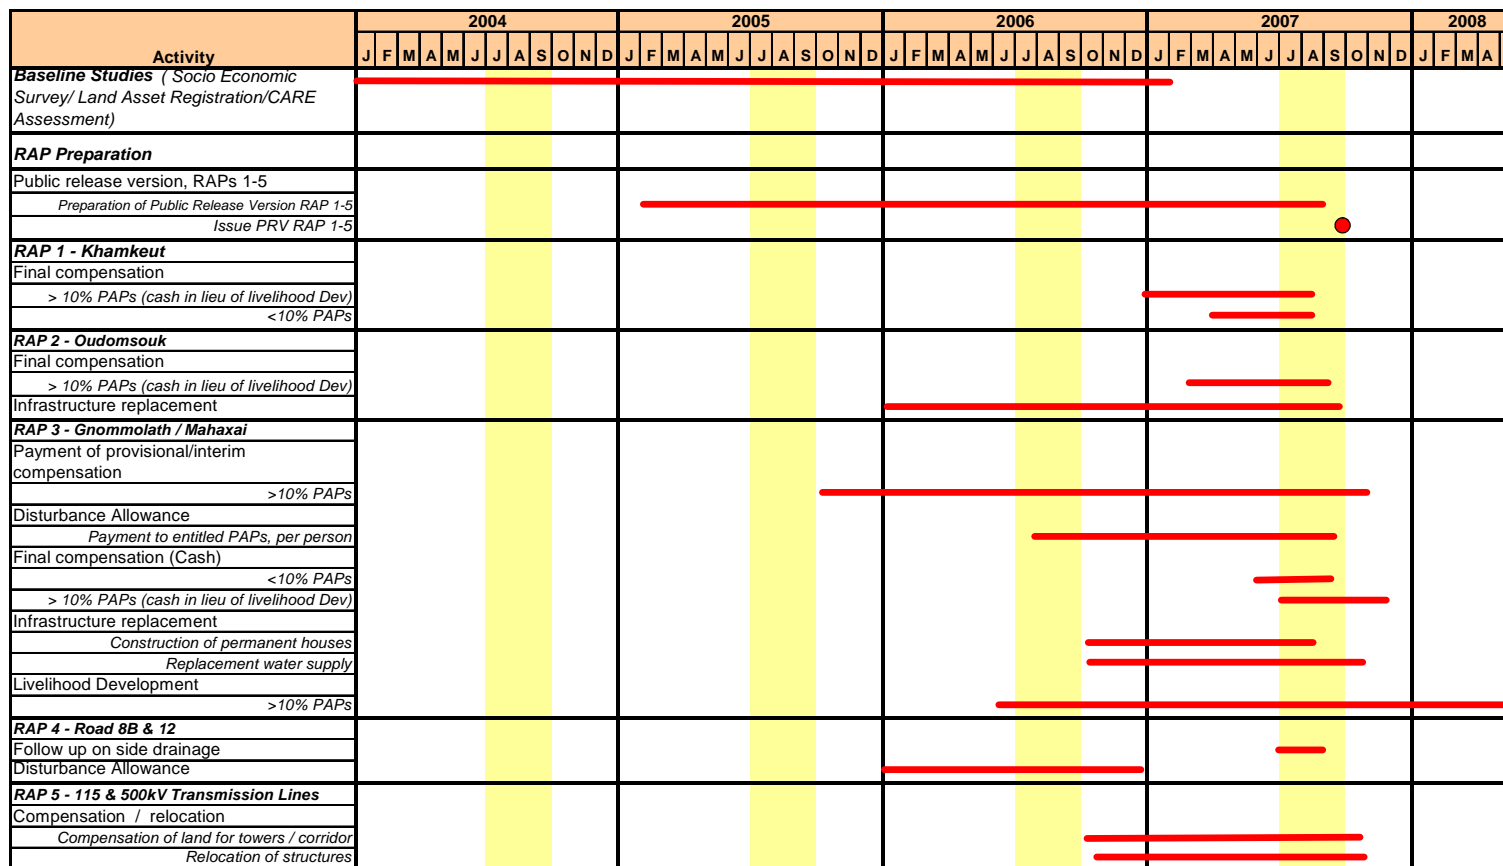 2004 2005 2006 2007 2008
Activity J F M A M J J A S O N D J F M A M J J A S O N D J F M A M J J A S O N D J F M A M J J A S O N D J F M A
Baseline Studies ( Socio Economic
Survey/ Land Asset Registration/CARE
Assessment)
RAP Preparation
Public release version, RAPs 1-5
Preparation of Public Release Version RAP 1-5
Issue PRV RAP 1-5
RAP 1 - Khamkeut
Final compensation
> 10% PAPs (cash in lieu of livelihood Dev)
<10% PAPs
RAP 2 - Oudomsouk
Final compensation
> 10% PAPs (cash in lieu of livelihood Dev)
Infrastructure replacement
RAP 3 - Gnommolath / Mahaxai
Payment of provisional/interim
compensation
>10% PAPs
Disturbance Allowance
Payment to entitled PAPs, per person
Final compensation (Cash)
<10% PAPs
> 10% PAPs (cash in lieu of livelihood Dev)
Infrastructure replacement
Construction of permanent houses
Replacement water supply
Livelihood Development
>10% PAPs
RAP 4 - Road 8B & 12
Follow up on side drainage
Disturbance Allowance
RAP 5 - 115 & 500kV Transmission Lines
Compensation / relocation
Compensation of land for towers / corridor
Relocation of structures